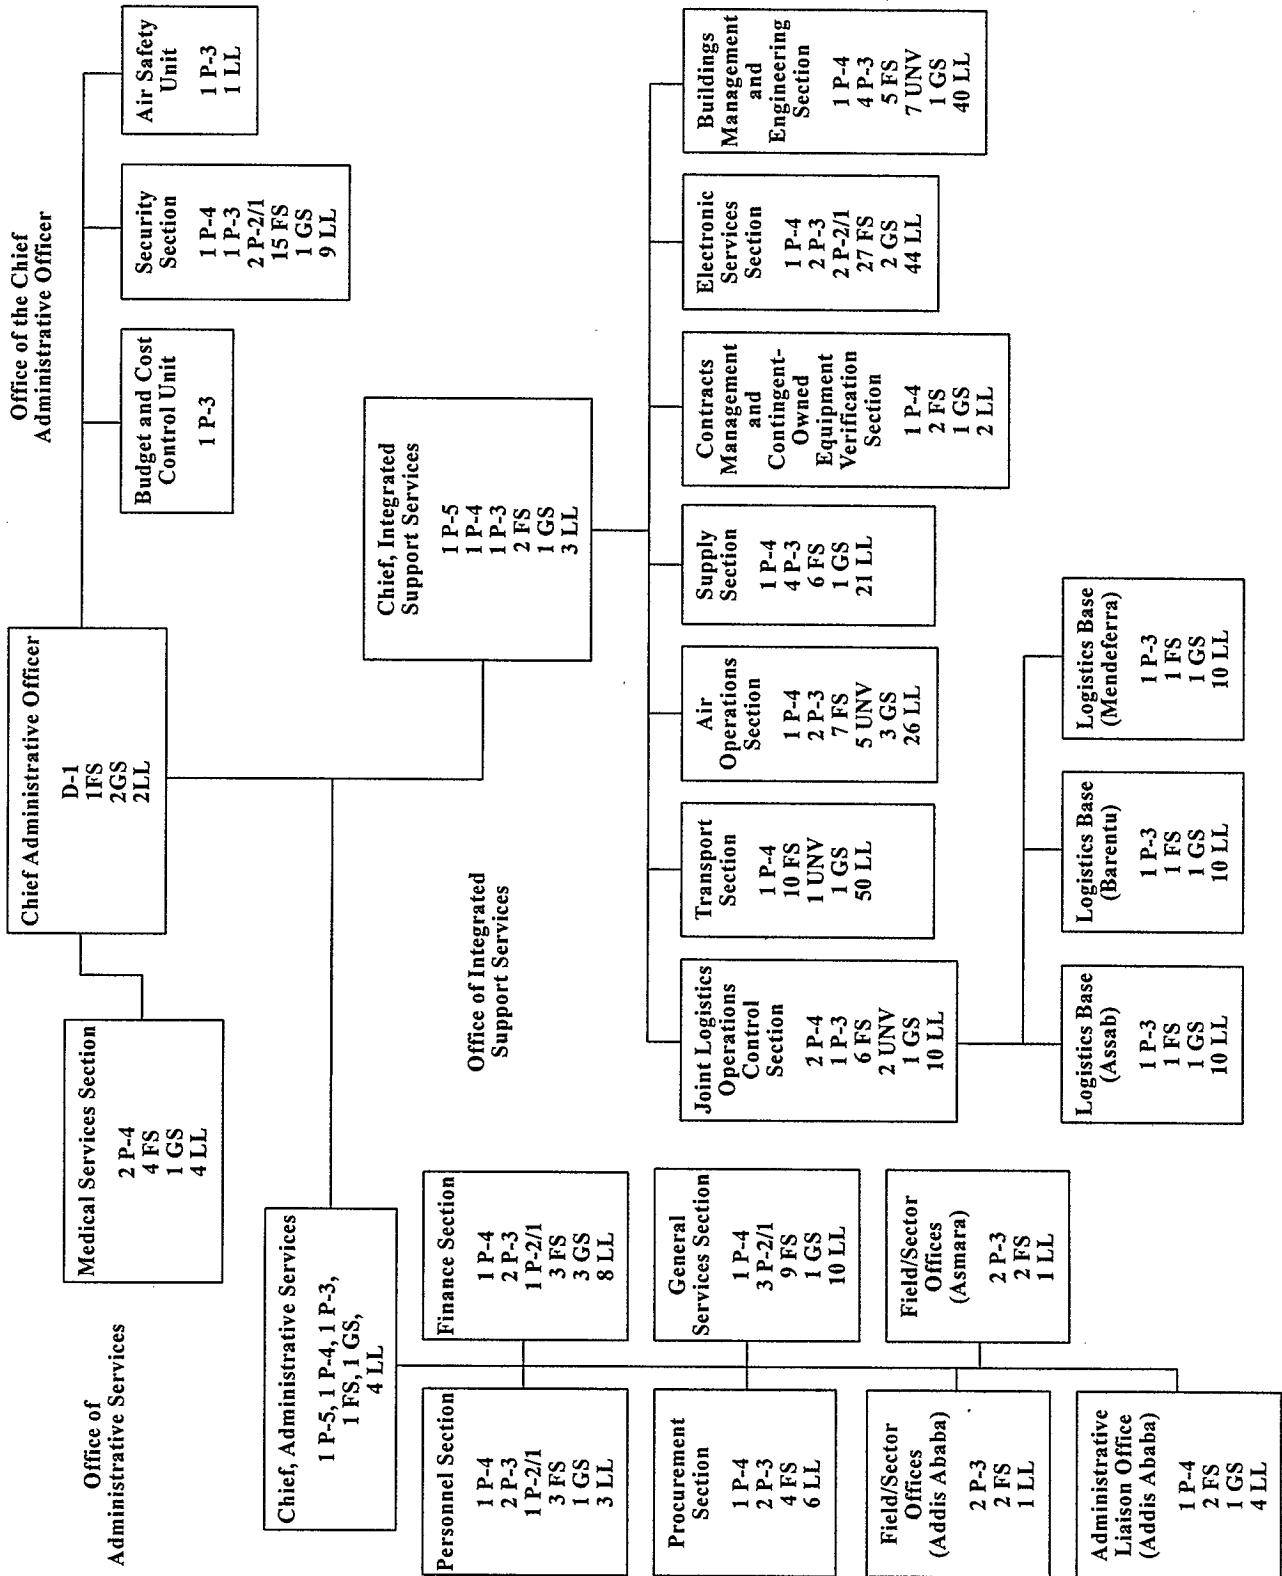 Office of the Chief
Administrative Officer
Chief Administrative Officer
D-1
1FS
2GS
2LL
Medical Services Section
2 P-4
4 FS
1 GS
4 LL
Budget and Cost
Control Unit
1 P-3
Security
Section
1 P-4
1 P-3
2 P-2/1
15 FS
1 GS
9 LL
Air Safety
Unit
1 P-3
1 LL
Office of
Administrative Services
Chief, Administrative Services
1 P-5, 1 P-4, 1 P-3,
1 FS, 1 GS,
4 LL
Personnel Section
1 P-4
2 P-3
1 P-2/1
3 FS
1 GS
3 LL
Finance Section
1 P-4
2 P-3
1 P-2/1
3 FS
3 GS
8 LL
Procurement
Section
1 P-4
2 P-3
4 FS
6 LL
General
Services Section
1 P-4
3 P-2/1
9 FS
1 GS
10 LL
Field/Sector
Offices
(Addis Ababa)
2 P-3
2 FS
1 LL
Field/Sector
Offices
(Asmara)
2 P-3
2 FS
1 LL
Administrative
Liaison Office
(Addis Ababa)
1 P-4
2 FS
1 GS
4 LL
Office of Integrated
Support Services
Chief, Integrated
Support Services
1 P-5
1 P-4
1 P-3
2 FS
1 GS
3 LL
Joint Logistics
Operations
Control
Section
2 P-4
1 P-3
6 FS
2 UNV
1 GS
10 LL
Transport
Section
1 P-4
10 FS
1 UNV
1 GS
50 LL
Air
Operations
Section
1 P-4
2 P-3
7 FS
5 UNV
3 GS
26 LL
Supply
Section
1 P-4
4 P-3
6 FS
1 GS
21 LL
Contracts
Management
and
Contingent-
Owned
Equipment
Verification
Section
1 P-4
2 FS
1 GS
2 LL
Electronic
Services
Section
1 P-4
2 P-3
2 P-2/1
27 FS
2 GS
44 LL
Buildings
Management
and
Engineering
Section
1 P-4
4 P-3
5 FS
7 UNV
1 GS
40 LL
Logistics Base
(Assab)
1 P-3
1 FS
1 GS
10 LL
Logistics Base
(Barentu)
1 P-3
1 FS
1 GS
10 LL
Logistics Base
(Mendeferra)
1 P-3
1 FS
1 GS
10 LL